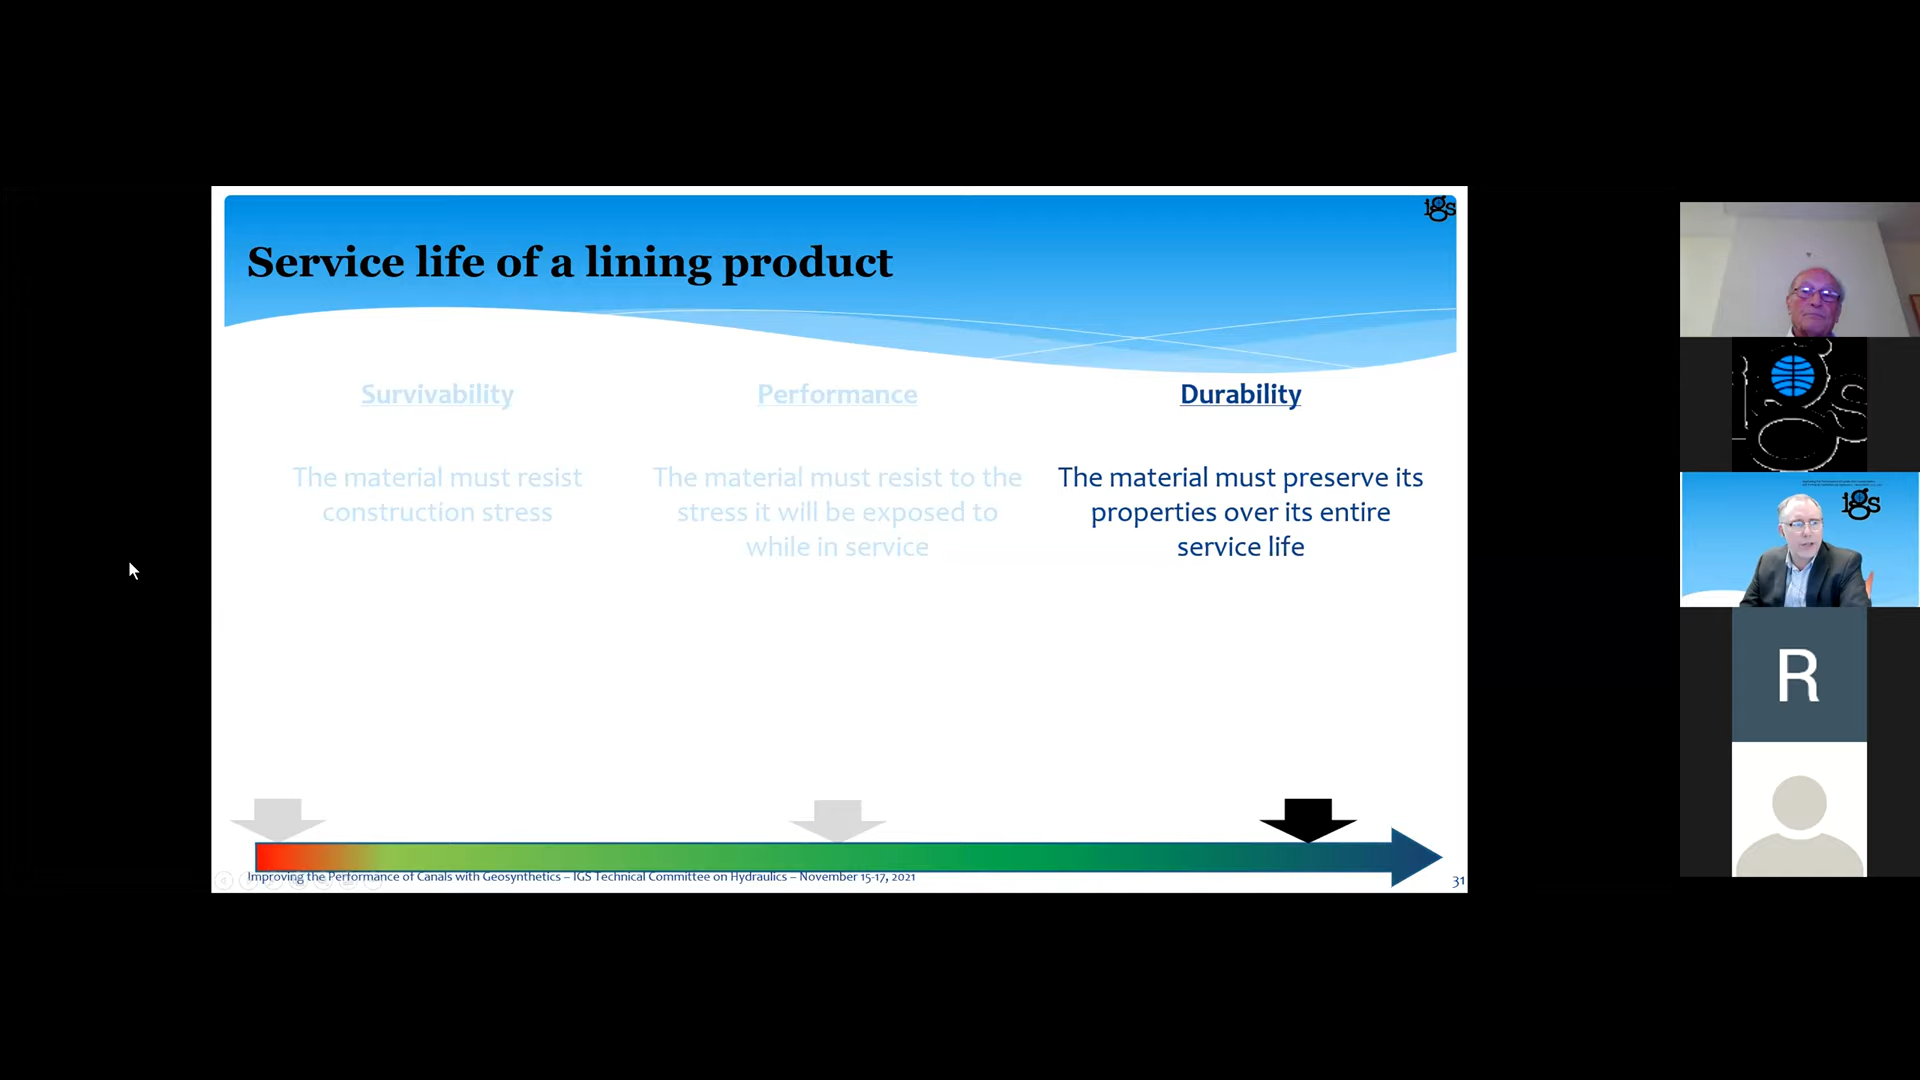 igs
Service life of a lining product
Survivability
Performance
Durability
The material must resist
construction stress
The material must resist to the
stress it will be exposed to
while in service
The material must preserve its
properties over its entire
service life
Improving the Performance of Canals with Geosynthetics – IGS Technical Committee on Hydraulics – November 15-17, 2021
31
igs
igs
R